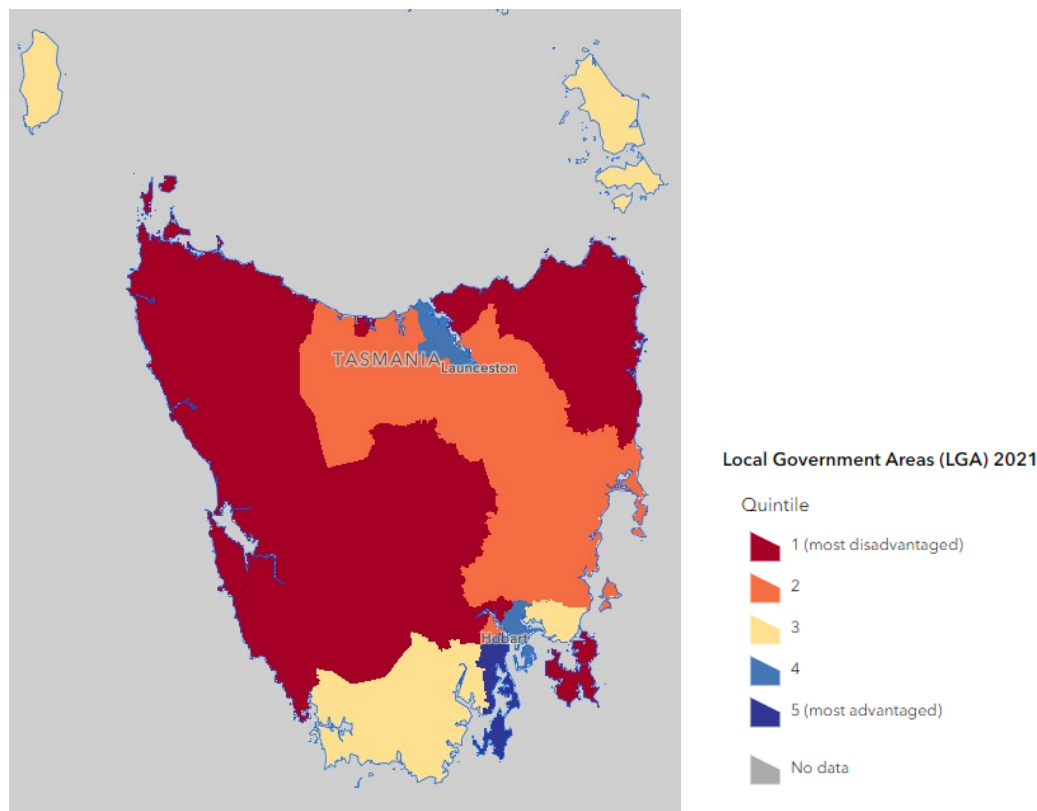 TASMANIA
Launceston
Hobart
Local Government Areas (LGA) 2021
Quintile
1 (most disadvantaged)
2
3
4
5 (most advantaged)
No data